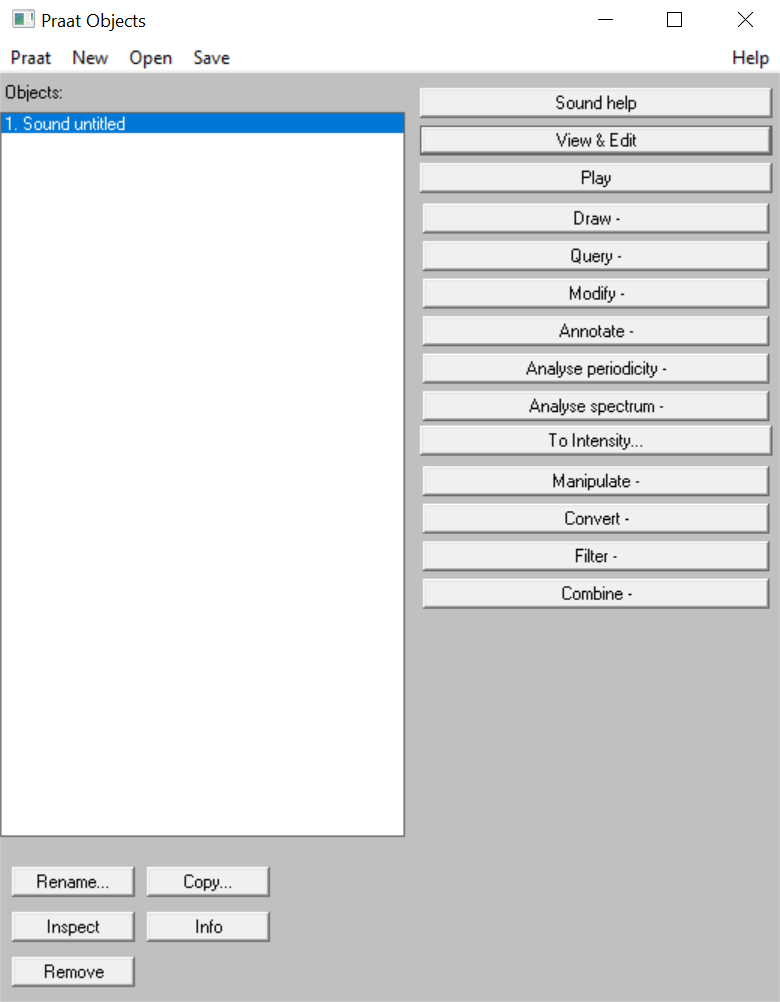 Praat Objects
Praat New Open Save Help
Objects:
1. Sound untitled
Sound help
View & Edit
Play
Draw -
Query -
Modify -
Annotate -
Analyse periodicity -
Analyse spectrum -
To Intensity...
Manipulate -
Convert -
Filter -
Combine -
Rename... Copy...
Inspect Info
Remove